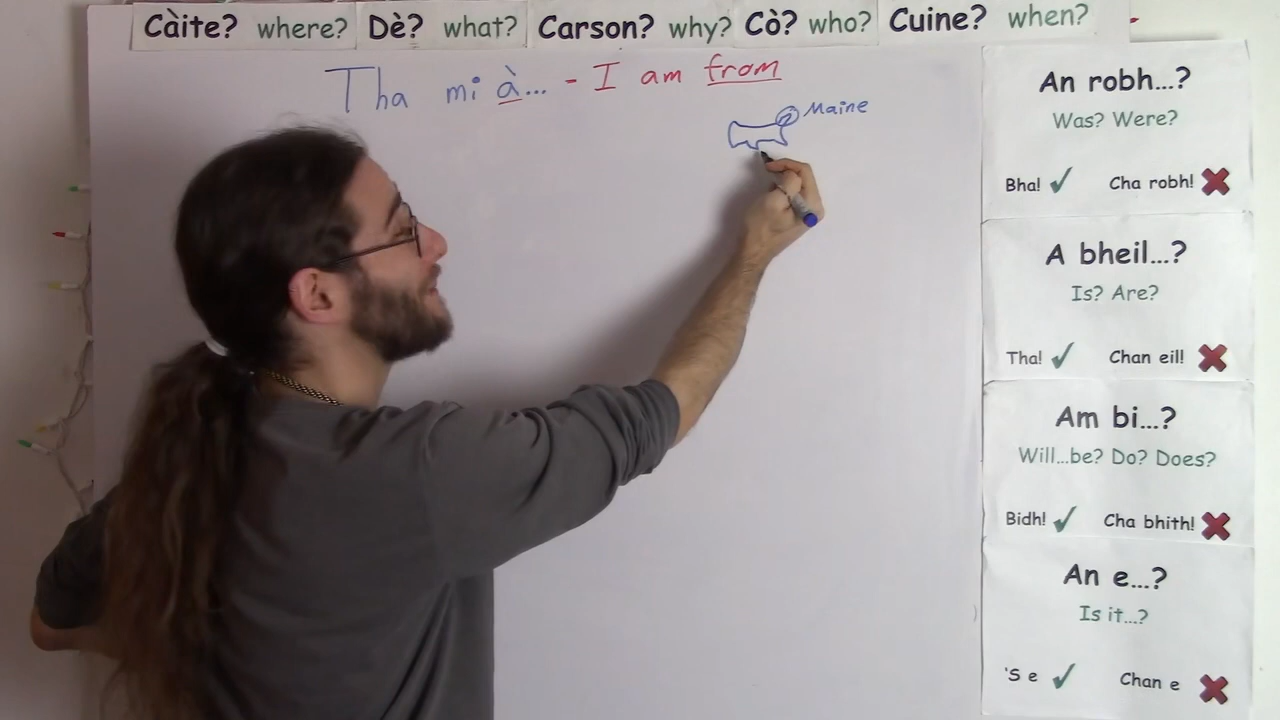 Càite? where? Dè? what? Carson? why? Cò? who? Cuine? when?
Tha mi à... - I am from
Maine
An robh...?
Was? Were?
Bha! ✓ Cha robh! ✗
A bheil...?
Is? Are?
Tha! ✓ Chan eil! ✗
Am bi...?
Will...be? Do? Does?
Bidh! ✓ Cha bhith! ✗
An e...?
Is it...?
'S e ✓ Chan e ✗